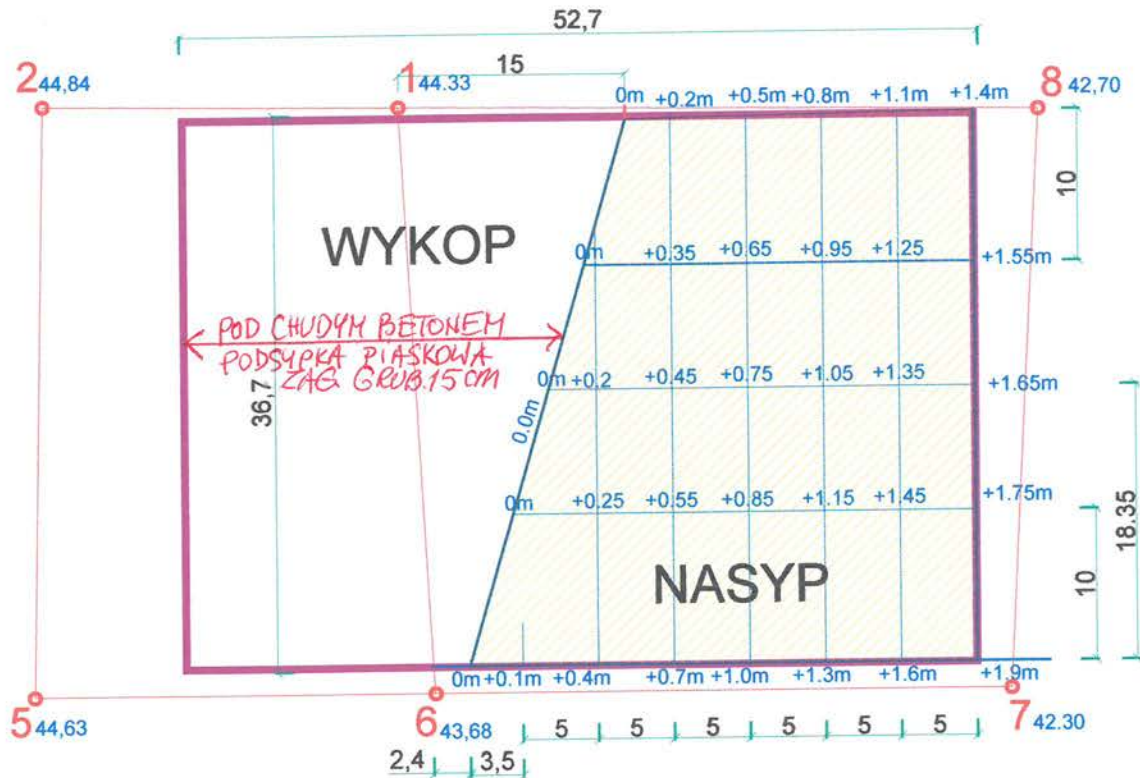 52,7
15
2 44,84
1 44.33
8 42,70
0m +0.2m +0.5m +0.8m +1.1m +1.4m
10
WYKOP
0m +0.35 +0.65 +0.95 +1.25 +1.55m
POD CHUDYM BETONEM
PODSYPKA PIASKOWA
ZAG GRUB.15 CM
36,7
0m +0.2 +0.45 +0.75 +1.05 +1.35 +1.65m
0.0m
0m +0.25 +0.55 +0.85 +1.15 +1.45 +1.75m
18.35
10
NASYP
0m +0.1m +0.4m +0.7m +1.0m +1.3m +1.6m +1.9m
5 44,63
6 43,68
7 42.30
5 5 5 5 5 5
2,4 3,5